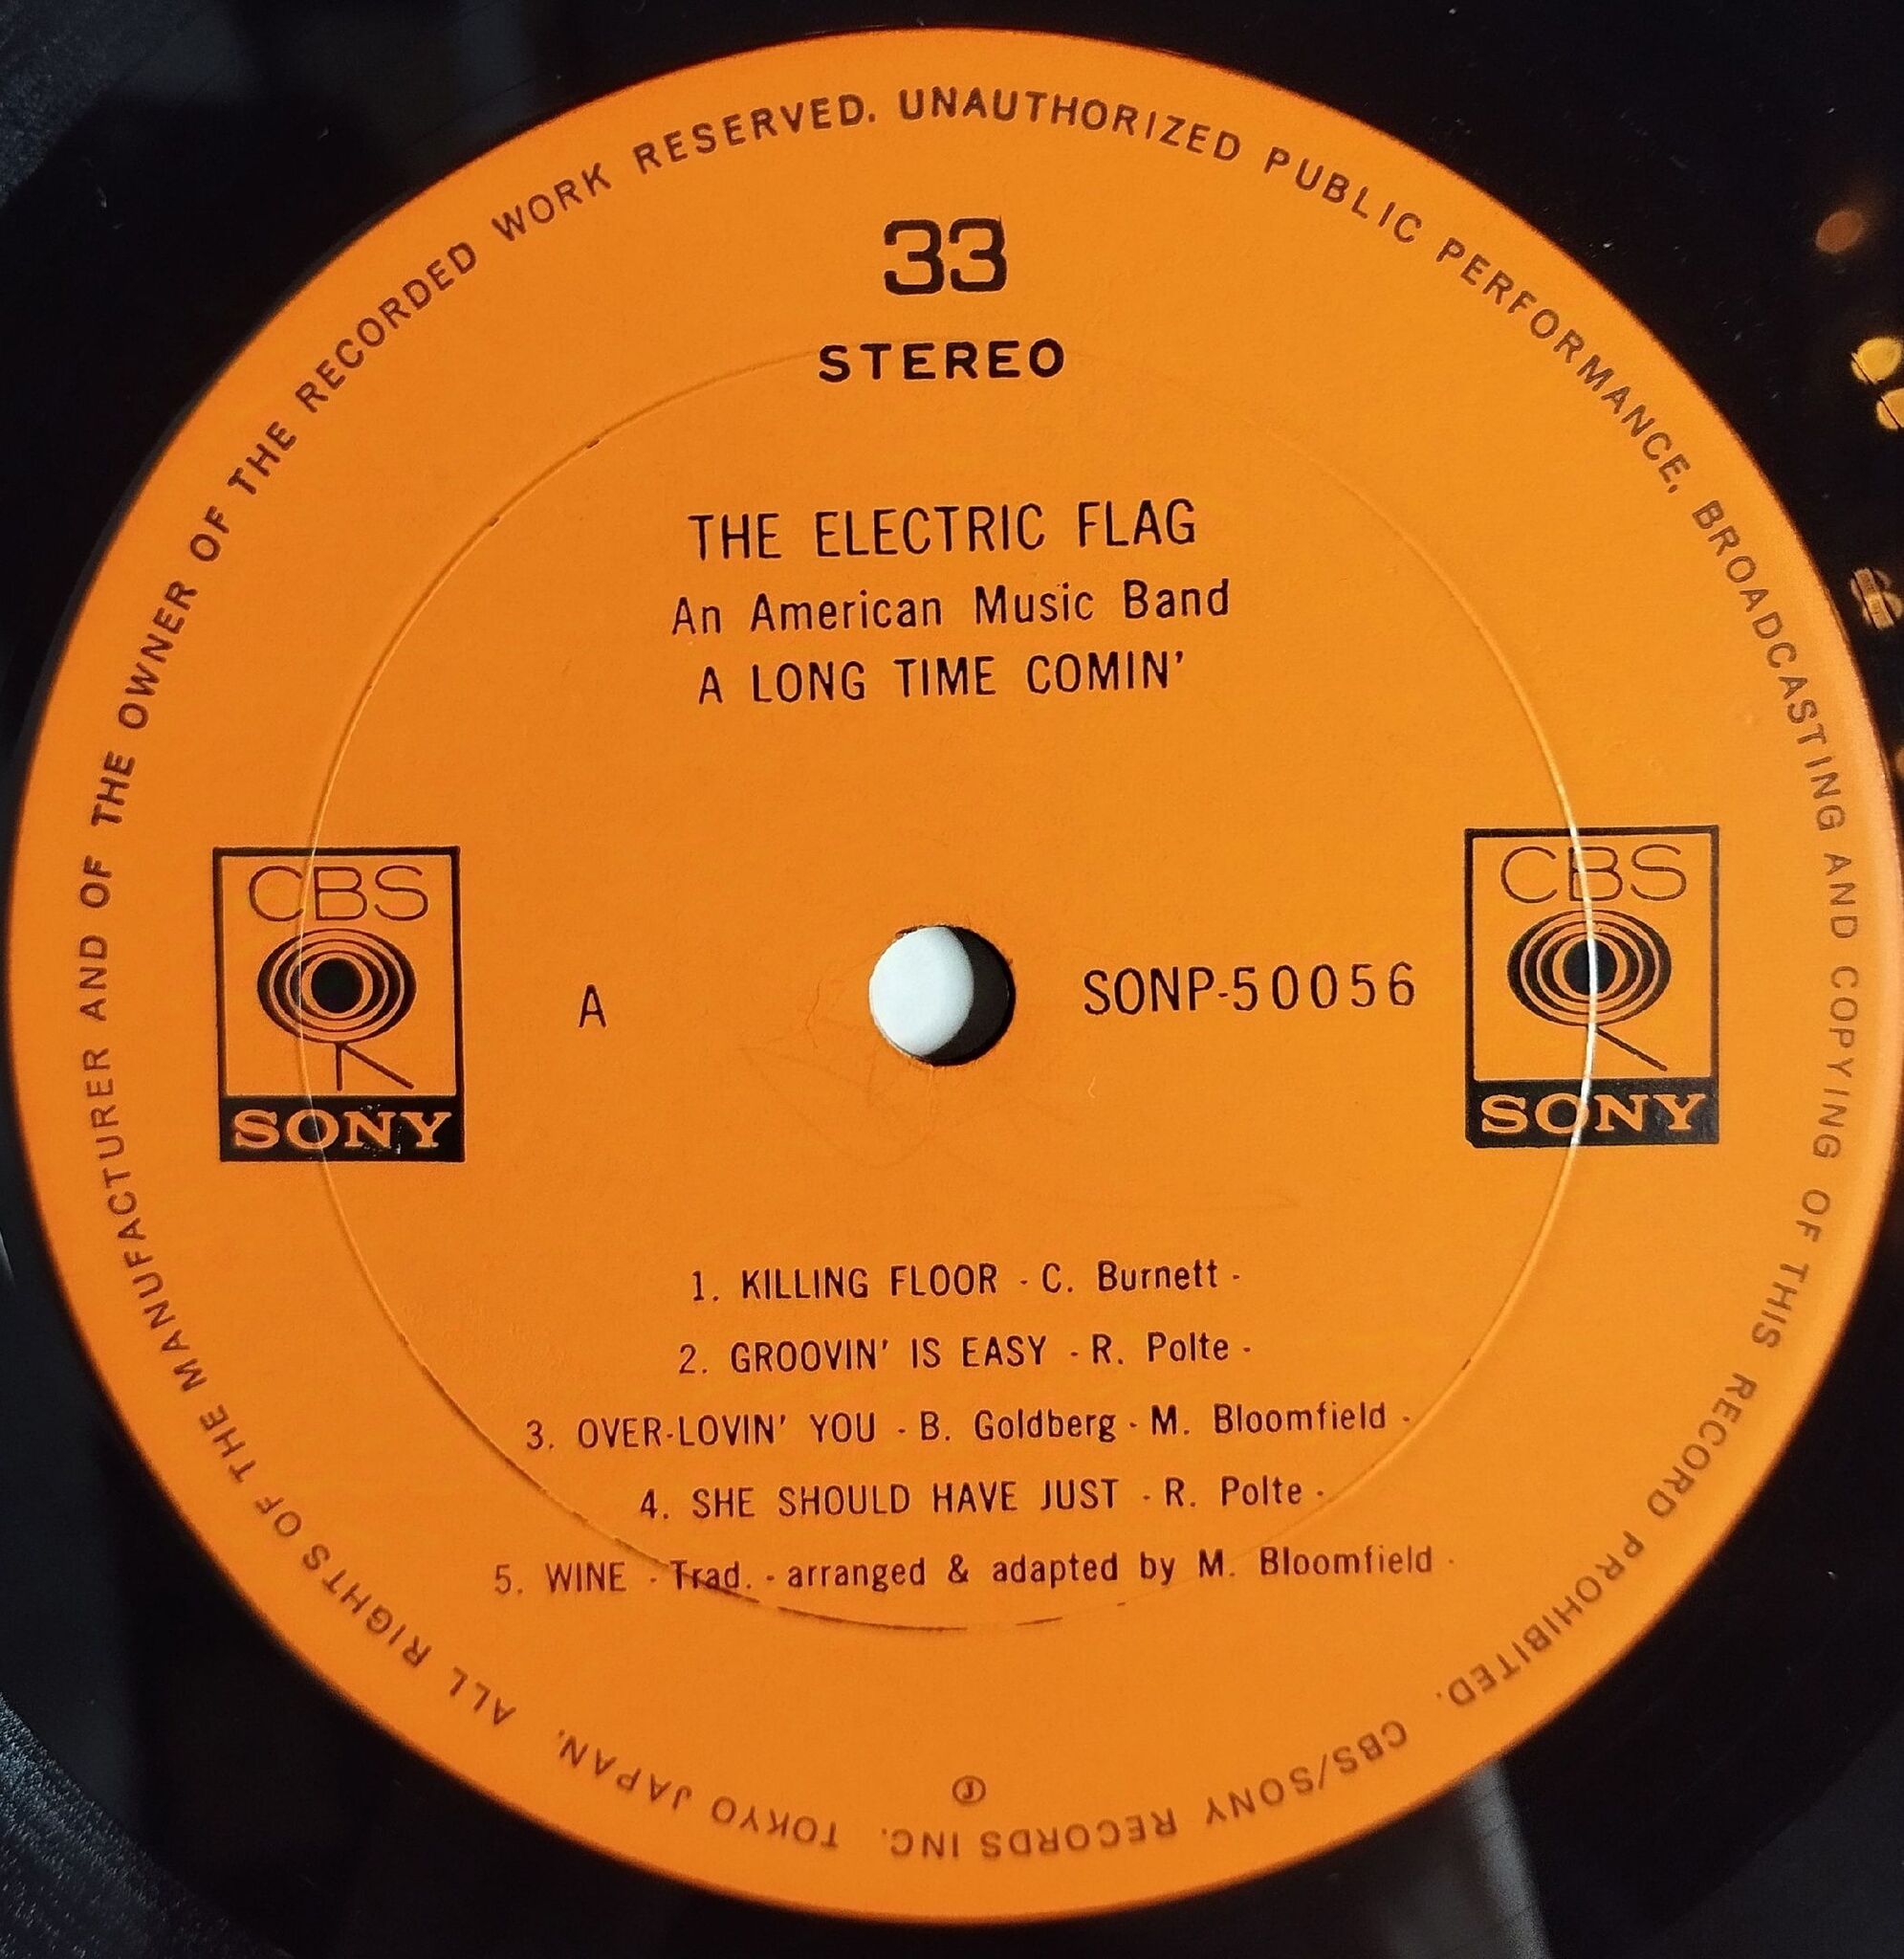 33
STEREO
THE ELECTRIC FLAG
An American Music Band
A LONG TIME COMIN'
CBS
SONY
A
SONP-50056
CBS
SONY
1. KILLING FLOOR - C. Burnett -
2. GROOVIN' IS EASY - R. Polte -
3. OVER-LOVIN' YOU - B. Goldberg - M. Bloomfield -
4. SHE SHOULD HAVE JUST - R. Polte -
5. WINE - Trad. - arranged & adapted by M. Bloomfield -
Ⓙ
ALL RIGHTS OF THE MANUFACTURER AND OF THE OWNER OF THE RECORDED WORK RESERVED. UNAUTHORIZED PUBLIC PERFORMANCE, BROADCASTING AND COPYING OF THIS RECORD PROHIBITED. CBS/SONY RECORDS INC. TOKYO JAPAN.